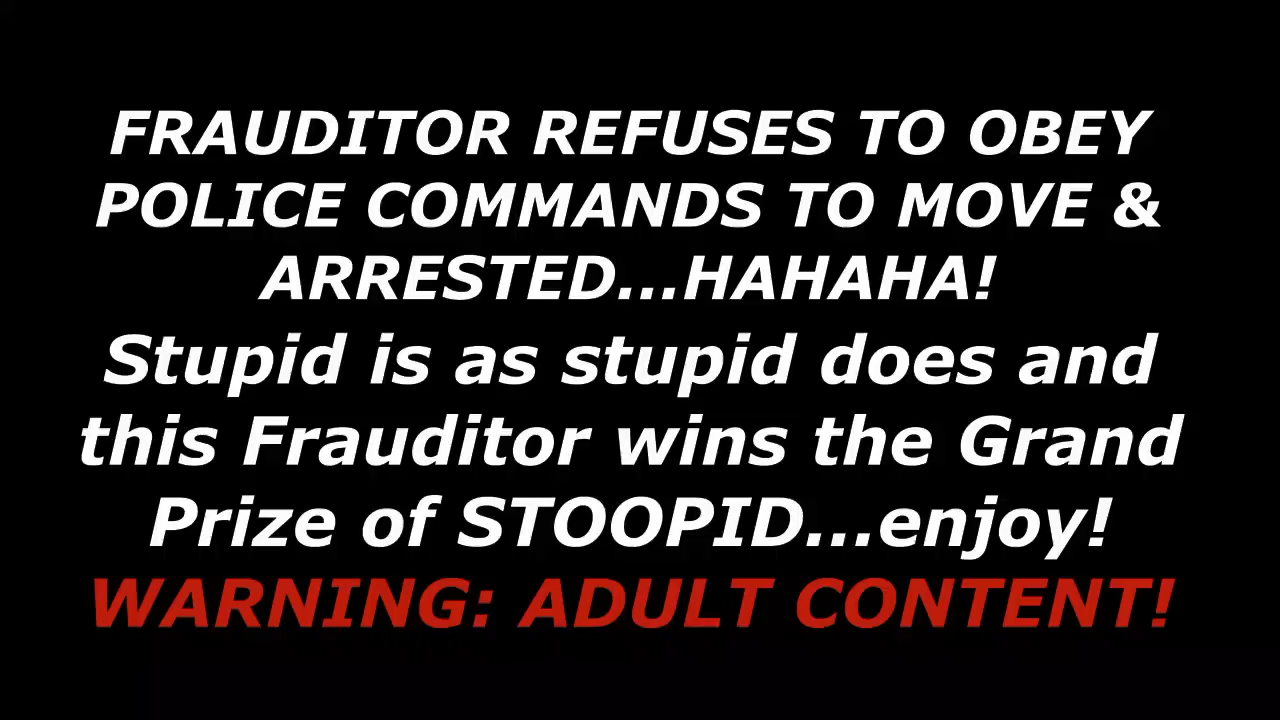 FRAUDITOR REFUSES TO OBEY
POLICE COMMANDS TO MOVE &
ARRESTED...HAHAHA!
Stupid is as stupid does and
this Frauditor wins the Grand
Prize of STOOPID...enjoy!
WARNING: ADULT CONTENT!